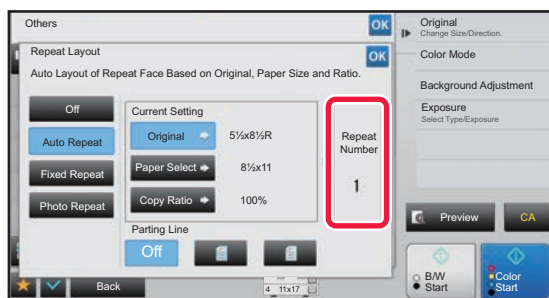 Others
OK
Repeat Layout
OK
Auto Layout of Repeat Face Based on Original, Paper Size and Ratio.
Off
Auto Repeat
Fixed Repeat
Photo Repeat
Current Setting
Original
5½x8½R
Paper Select
8½x11
Copy Ratio
100%
Repeat
Number
1
Parting Line
Off
Back
4 11x17
Original
Change Size/Direction.
Color Mode
Background Adjustment
Exposure
Select Type/Exposure
Preview
CA
B/W
Start
Color
Start